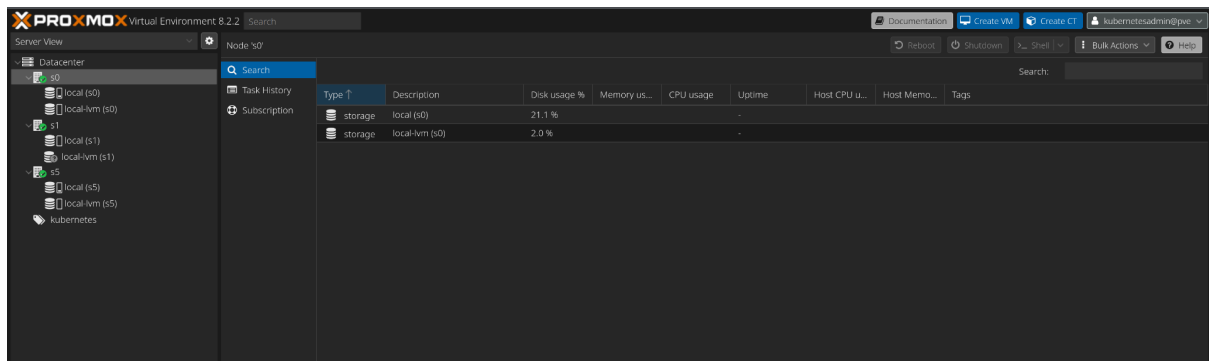 PROXMOX Virtual Environment 8.2.2 Search Documentation Create VM Create CT kubernetesadmin@pve
Server View
Datacenter
s0
local (s0)
local-lvm (s0)
s1
local (s1)
local-lvm (s1)
s5
local (s5)
local-lvm (s5)
kubernetes
Node 's0' Reboot Shutdown Shell Bulk Actions Help
Search
Task History
Subscription
Search:
Type Description Disk usage % Memory us... CPU usage Uptime Host CPU u... Host Memo... Tags
storage local (s0) 21.1 % -
storage local-lvm (s0) 2.0 % -